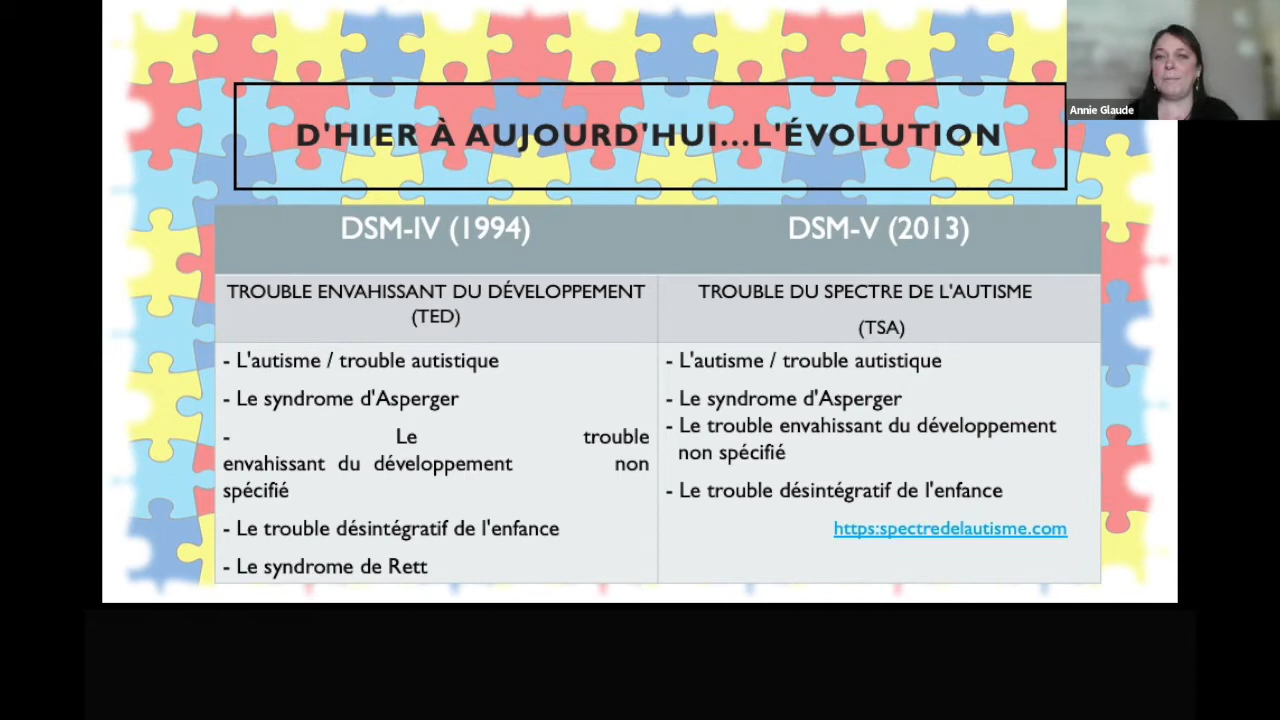 Annie Glaude
D'HIER À AUJOURD'HUI...L'ÉVOLUTION
DSM-IV (1994)
DSM-V (2013)
TROUBLE ENVAHISSANT DU DÉVELOPPEMENT
(TED)
TROUBLE DU SPECTRE DE L'AUTISME
(TSA)
- L'autisme / trouble autistique
- Le syndrome d'Asperger
- Le trouble
envahissant du développement non
spécifié
- Le trouble désintégratif de l'enfance
- Le syndrome de Rett
- L'autisme / trouble autistique
- Le syndrome d'Asperger
- Le trouble envahissant du développement
non spécifié
- Le trouble désintégratif de l'enfance
https:spectredelautisme.com